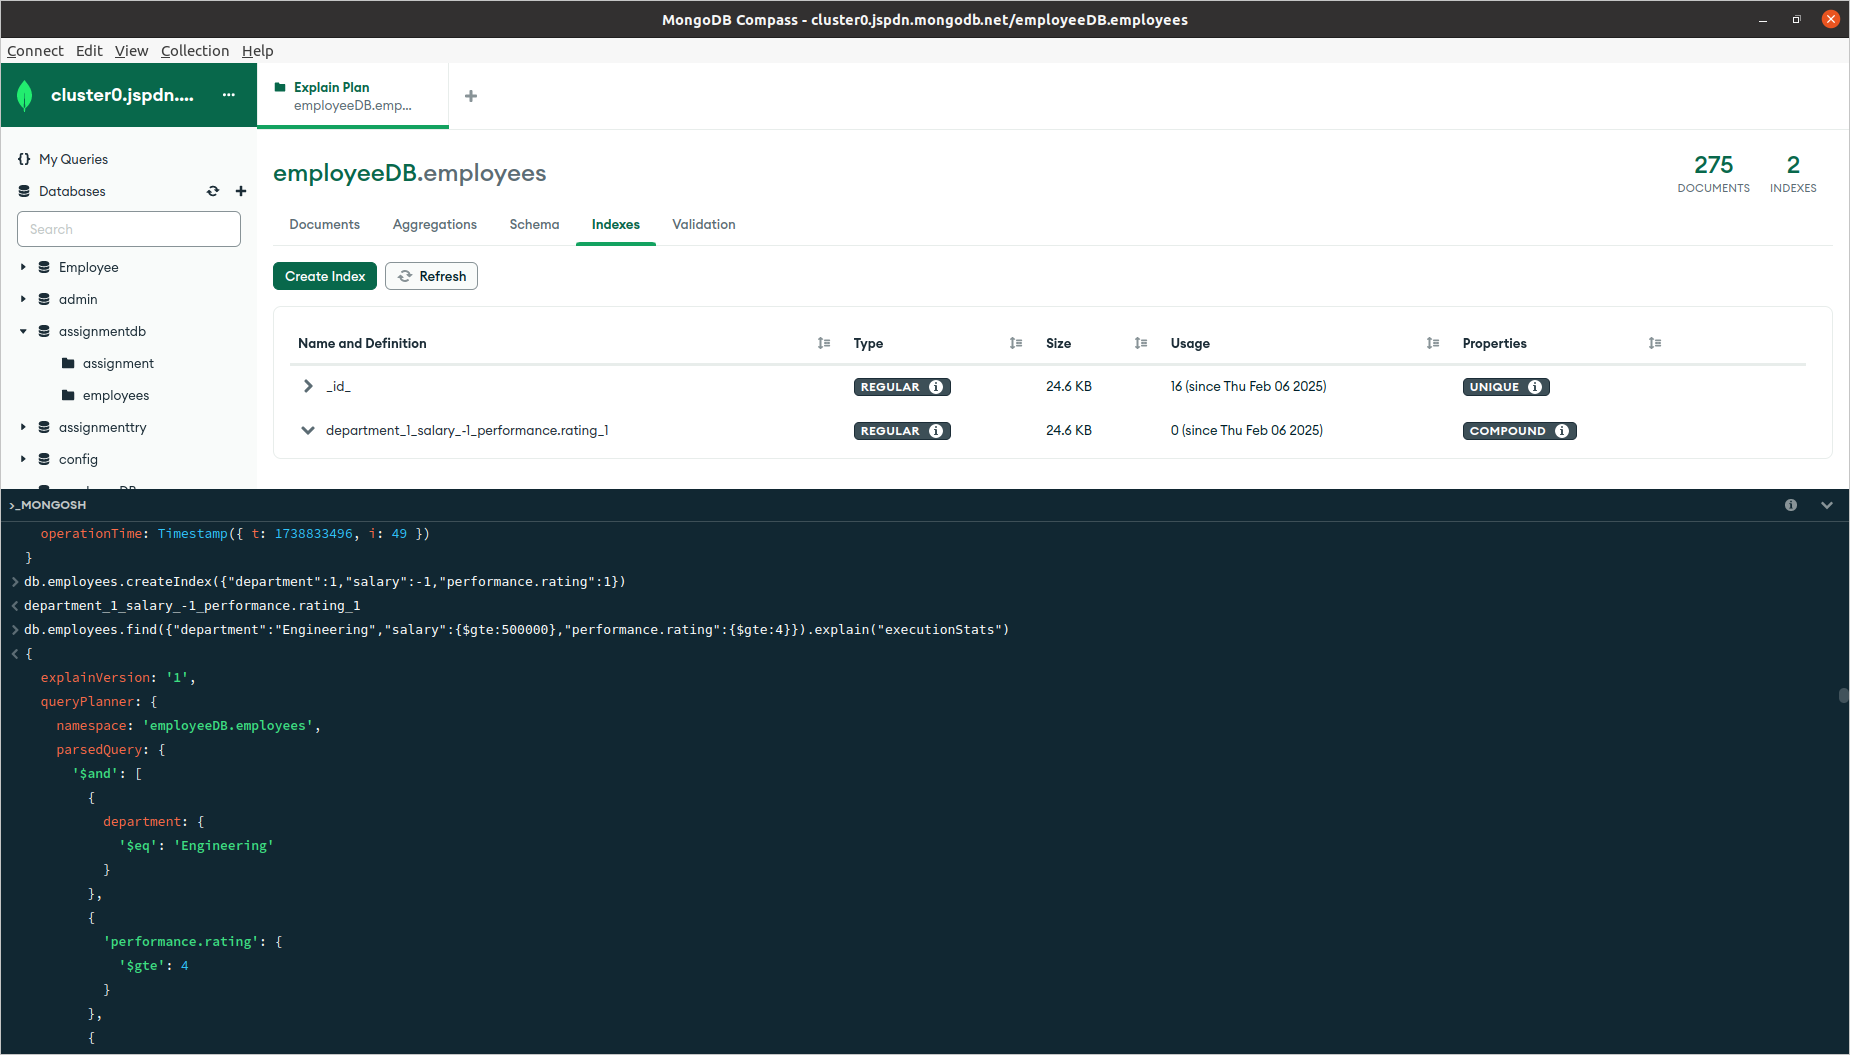 MongoDB Compass - cluster0.jspdn.mongodb.net/employeeDB.employees
Connect Edit View Collection Help
cluster0.jspdn....
Explain Plan
employeeDB.emp...
My Queries
Databases
Search
Employee
admin
assignmentdb
assignment
employees
assignmenttry
config
employeeDB.employees
275
DOCUMENTS
2
INDEXES
Documents Aggregations Schema Indexes Validation
Create Index Refresh
Name and Definition Type Size Usage Properties
_id_ REGULAR 24.6 KB 16 (since Thu Feb 06 2025) UNIQUE
department_1_salary_-1_performance.rating_1 REGULAR 24.6 KB 0 (since Thu Feb 06 2025) COMPOUND
>_MONGOSH
operationTime: Timestamp({ t: 1738833496, i: 49 })
}
> db.employees.createIndex({"department":1,"salary":-1,"performance.rating":1})
< department_1_salary_-1_performance.rating_1
> db.employees.find({"department":"Engineering","salary":{$gte:500000},"performance.rating":{$gte:4}}).explain("executionStats")
< {
explainVersion: '1',
queryPlanner: {
namespace: 'employeeDB.employees',
parsedQuery: {
'$and': [
{
department: {
'$eq': 'Engineering'
}
},
{
'performance.rating': {
'$gte': 4
}
},
{